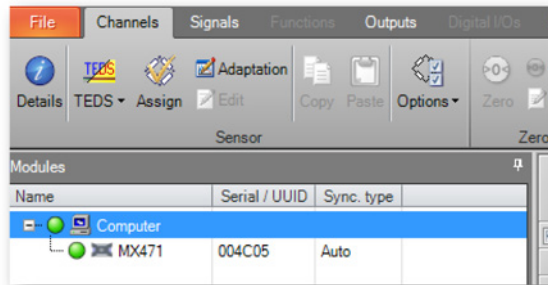 File Channels Signals Functions Outputs Digital I/Os
Details TEDS Assign Adaptation Edit Copy Paste Options Zero
TEDS
Sensor Zero
Modules
Name Serial / UUID Sync. type
Computer
MX471 004C05 Auto